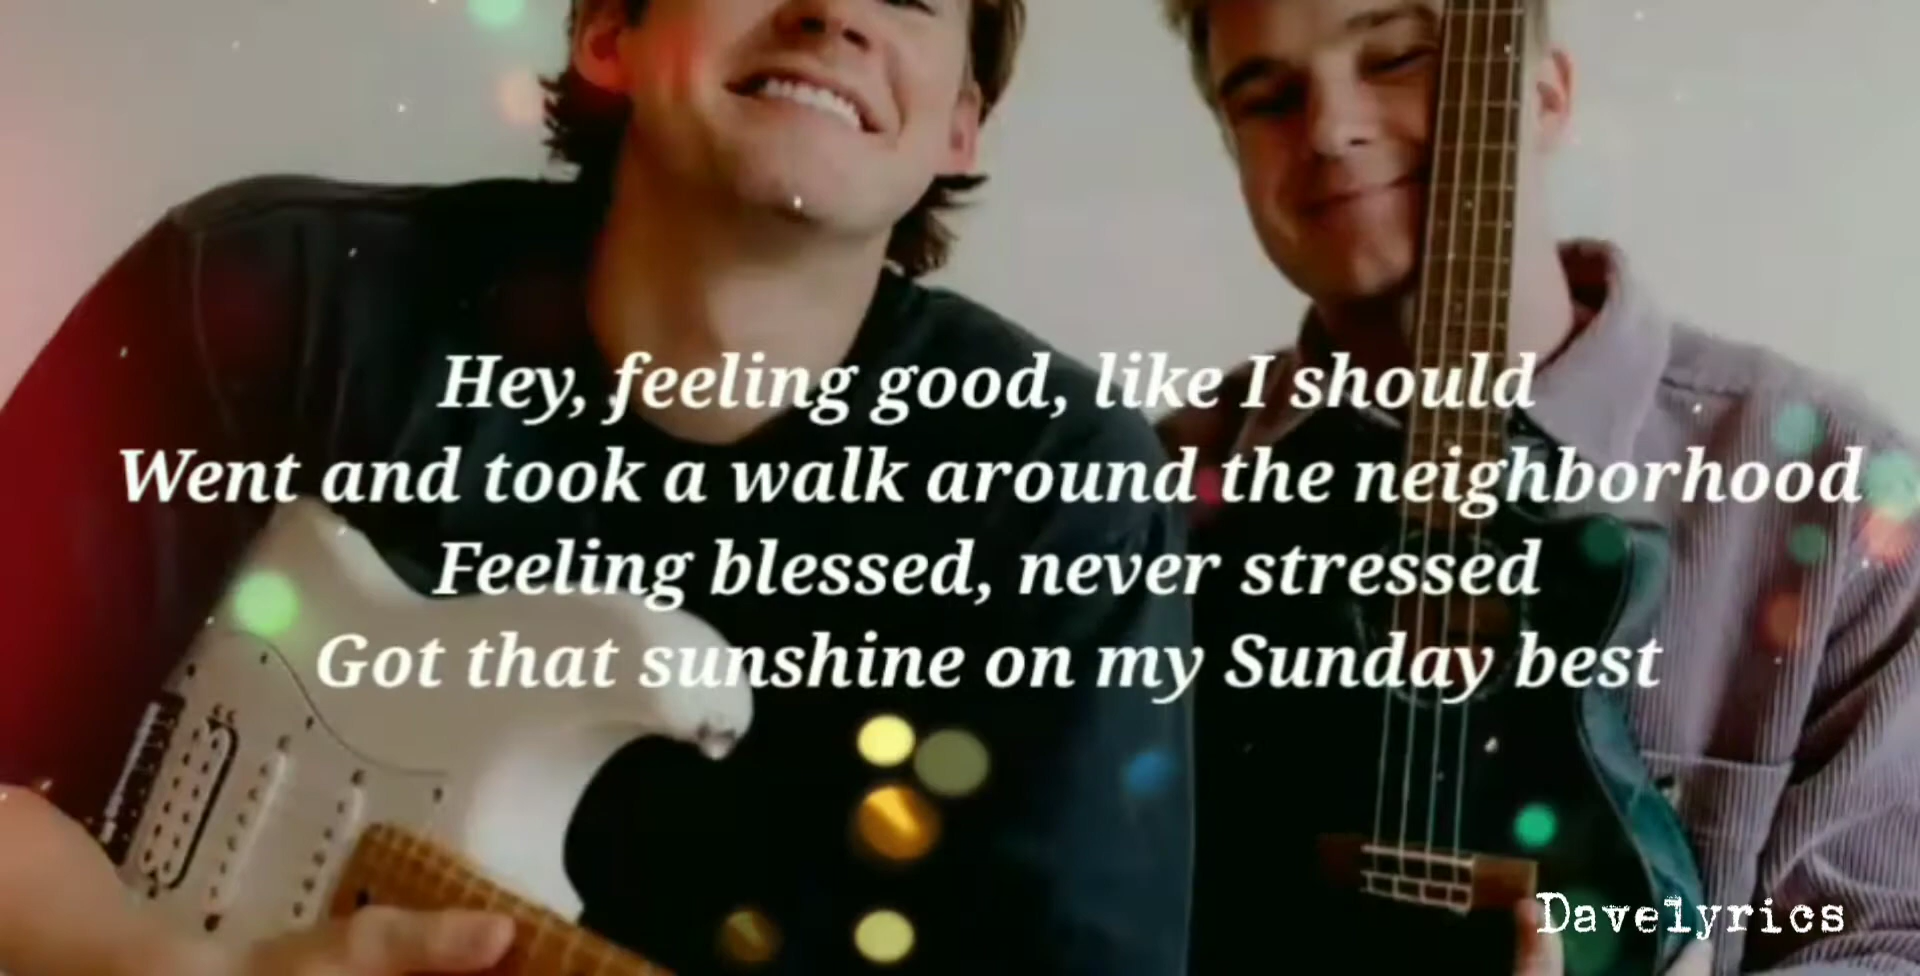 Hey, feeling good, like I should
Went and took a walk around the neighborhood
Feeling blessed, never stressed
Got that sunshine on my Sunday best
Davelyrics